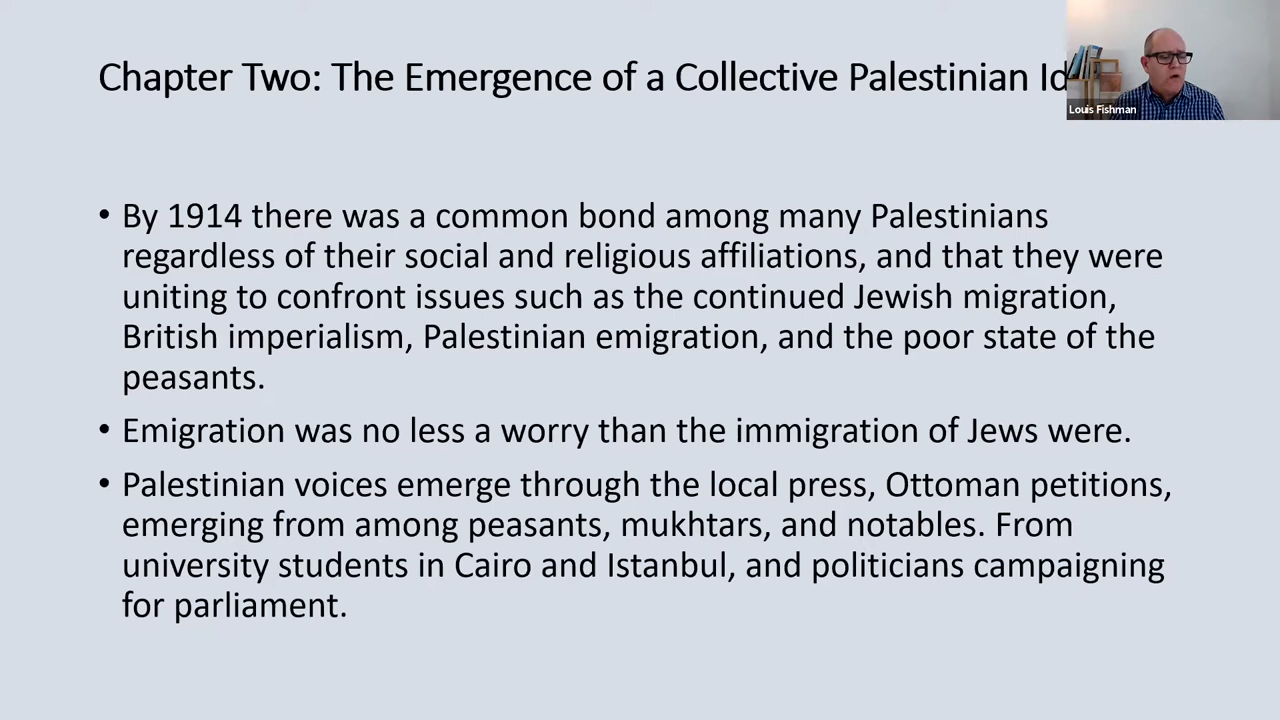 Chapter Two: The Emergence of a Collective Palestinian Id
Louis Fishman
• By 1914 there was a common bond among many Palestinians
regardless of their social and religious affiliations, and that they were
uniting to confront issues such as the continued Jewish migration,
British imperialism, Palestinian emigration, and the poor state of the
peasants.
• Emigration was no less a worry than the immigration of Jews were.
• Palestinian voices emerge through the local press, Ottoman petitions,
emerging from among peasants, mukhtars, and notables. From
university students in Cairo and Istanbul, and politicians campaigning
for parliament.